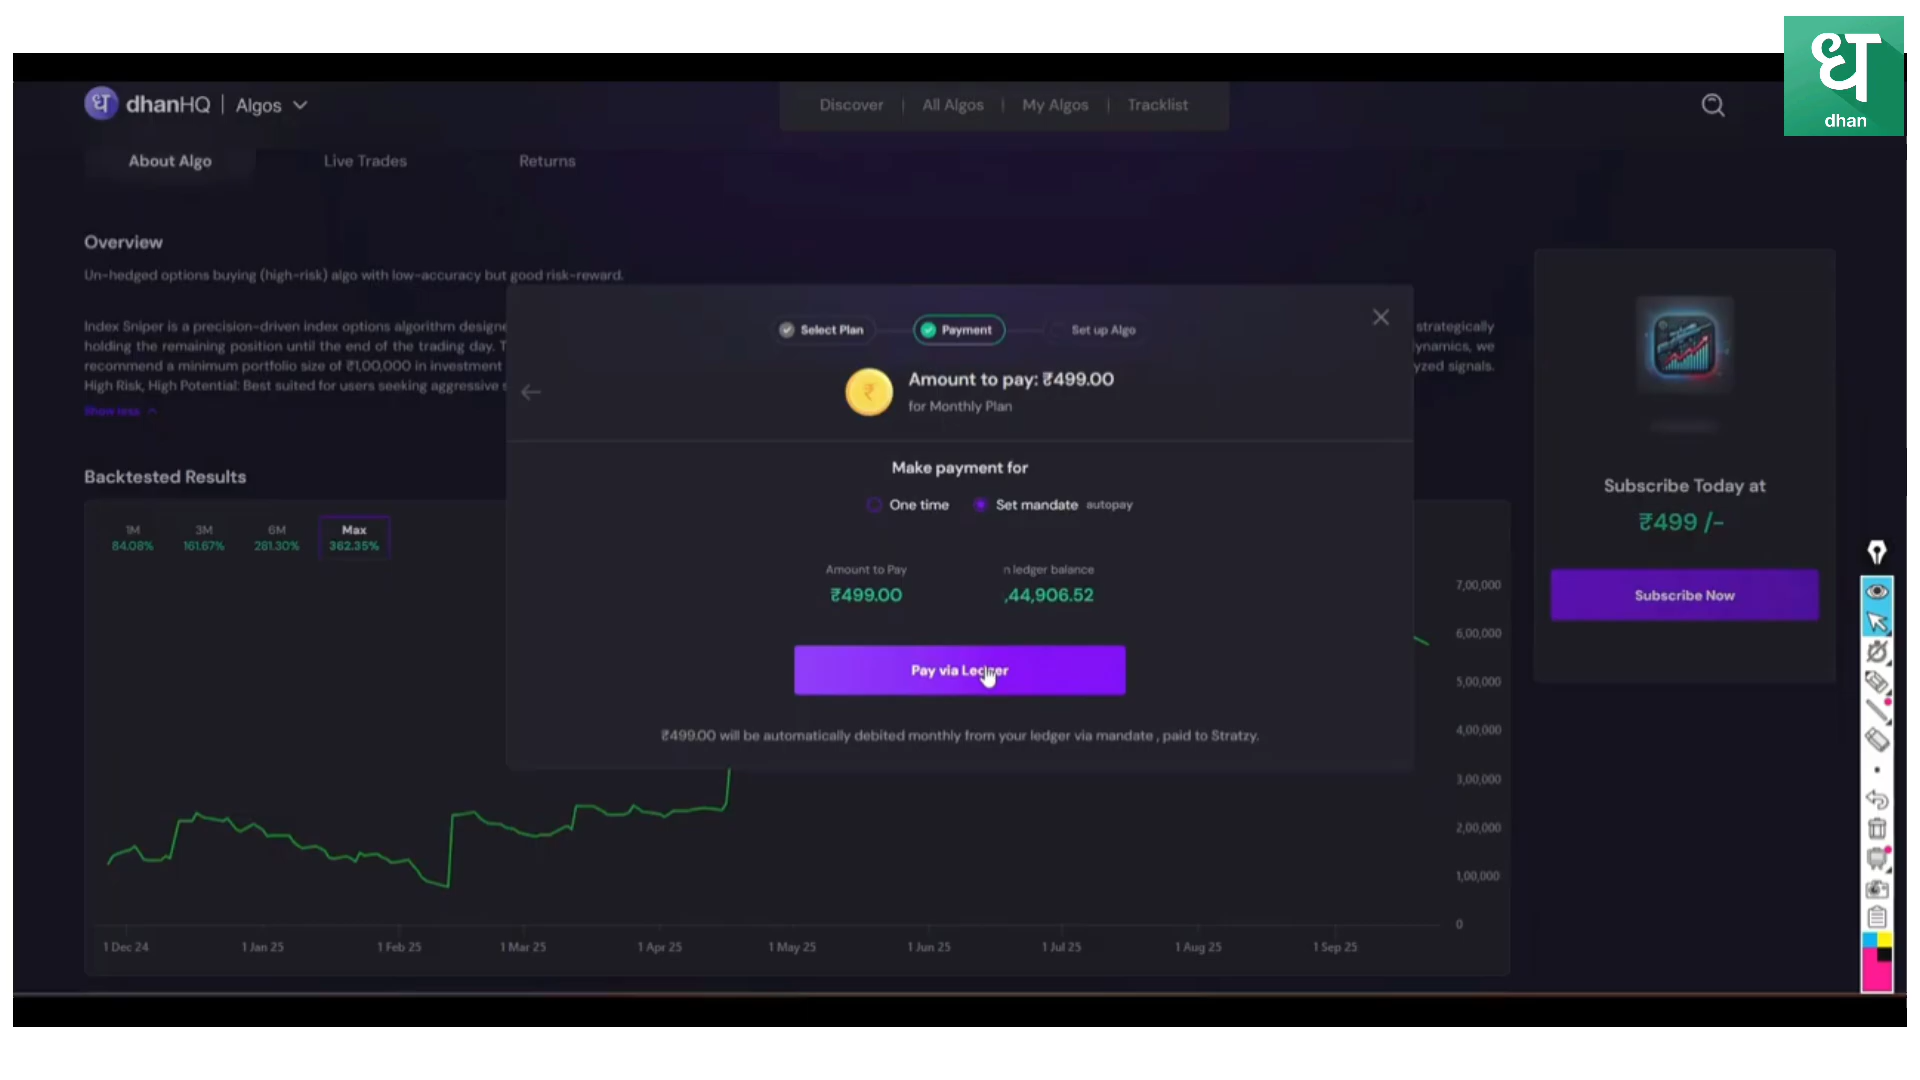 ध
dhan
ध dhanHQ | Algos
Discover | All Algos | My Algos | Tracklist
About Algo
Live Trades
Returns
Overview
Un-hedged options buying (high-risk) algo with low-accuracy but good risk-reward.
Index Sniper is a precision-driven index options algorithm designe
strategically
holding the remaining position until the end of the trading day. T
ynamics, we
recommend a minimum portfolio size of ₹1,00,000 in investment
yzed signals.
High Risk, High Potential: Best suited for users seeking aggressive s
Show less
Select Plan
Payment
Set up Algo
Amount to pay: ₹499.00
for Monthly Plan
Make payment for
One time
Set mandate autopay
Amount to Pay
n ledger balance
₹499.00
,44,906.52
Pay via Ledger
₹499.00 will be automatically debited monthly from your ledger via mandate , paid to Stratzy.
Subscribe Today at
₹499 /-
Subscribe Now
Backtested Results
1M
3M
6M
Max
84.08%
161.67%
281.30%
362.35%
7,00,000
6,00,000
5,00,000
4,00,000
3,00,000
2,00,000
1,00,000
0
1 Dec 24
1 Jan 25
1 Feb 25
1 Mar 25
1 Apr 25
1 May 25
1 Jun 25
1 Jul 25
1 Aug 25
1 Sep 25